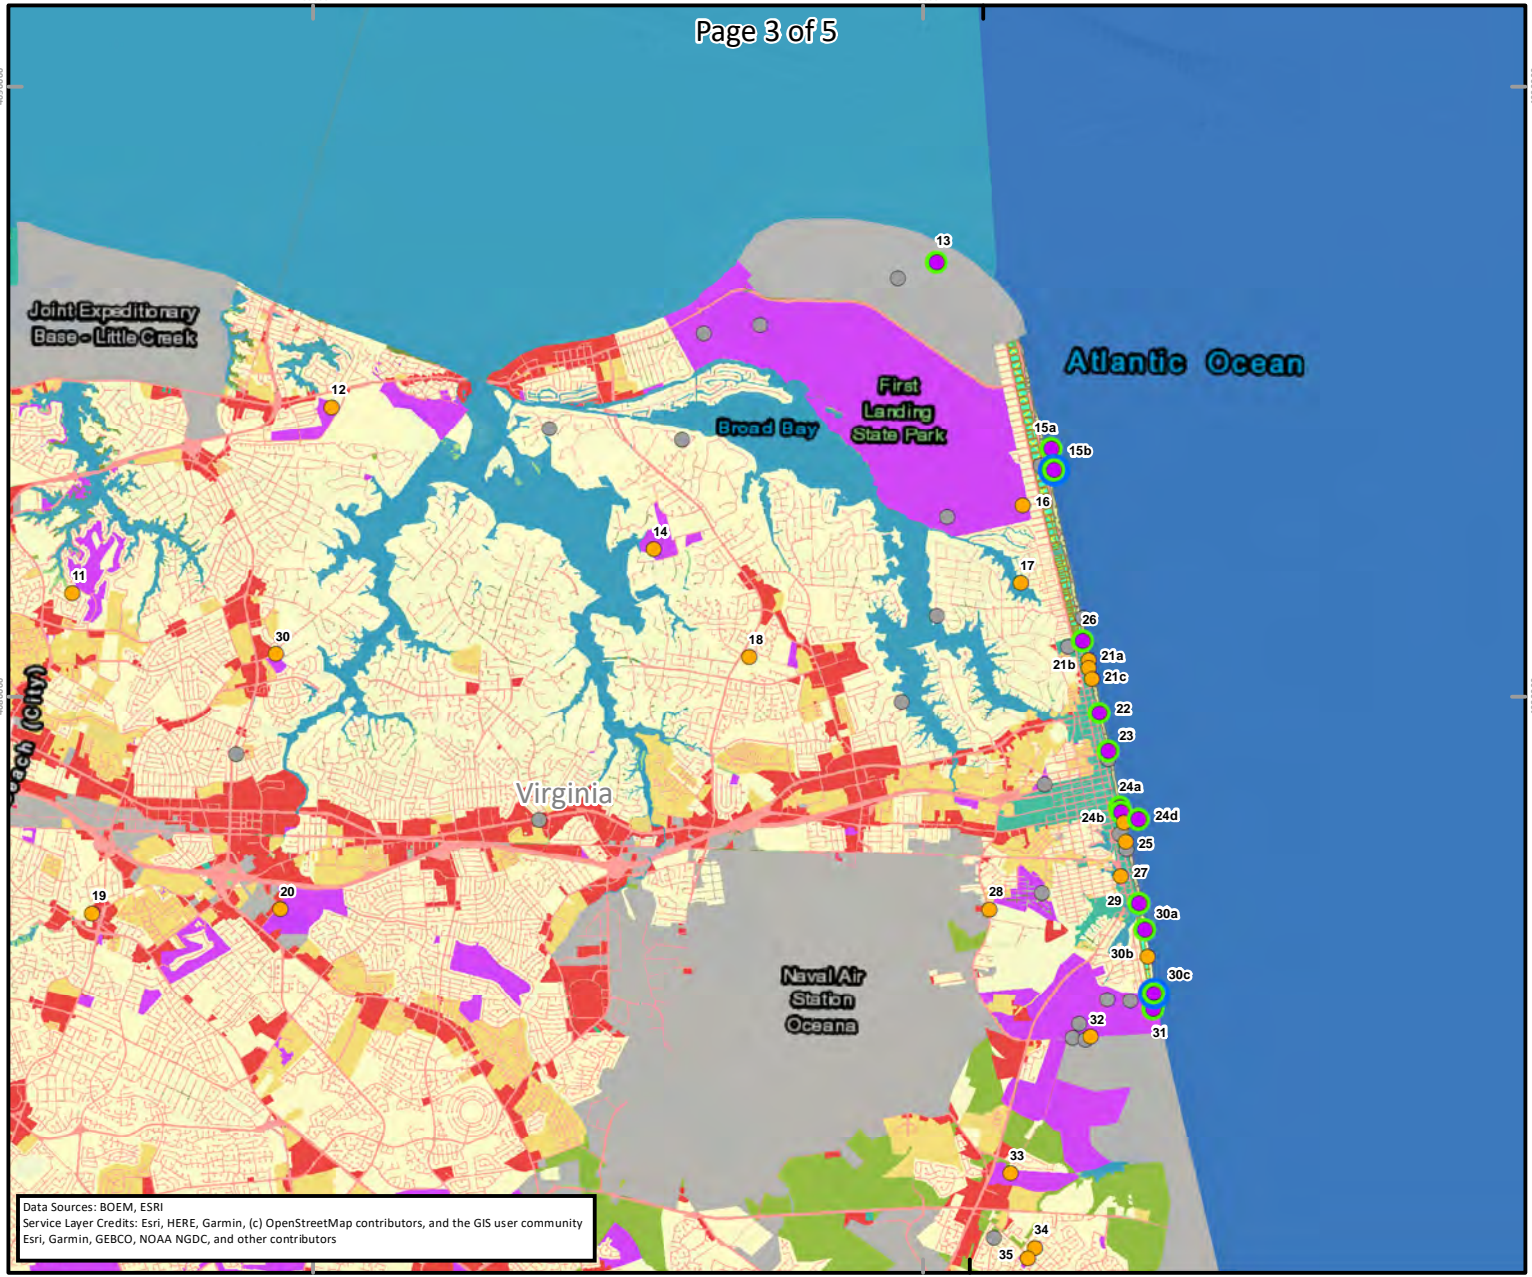 Page 3 of 5
13
Joint Expeditionary
Base - Little Creek
Atlantic Ocean
12
First
Landing
State Park
Broad Bay
15a
15b
16
14
11
17
30
18
26
21a
21b
21c
22
23
Virginia
24a
24b
24d
25
27
19
20
28
29
30a
30b
30c
Naval Air
Station
Oceana
32
31
33
34
35
each (City)
Data Sources: BOEM, ESRI
Service Layer Credits: Esri, HERE, Garmin, (c) OpenStreetMap contributors, and the GIS user community
Esri, Garmin, GEBCO, NOAA NGDC, and other contributors